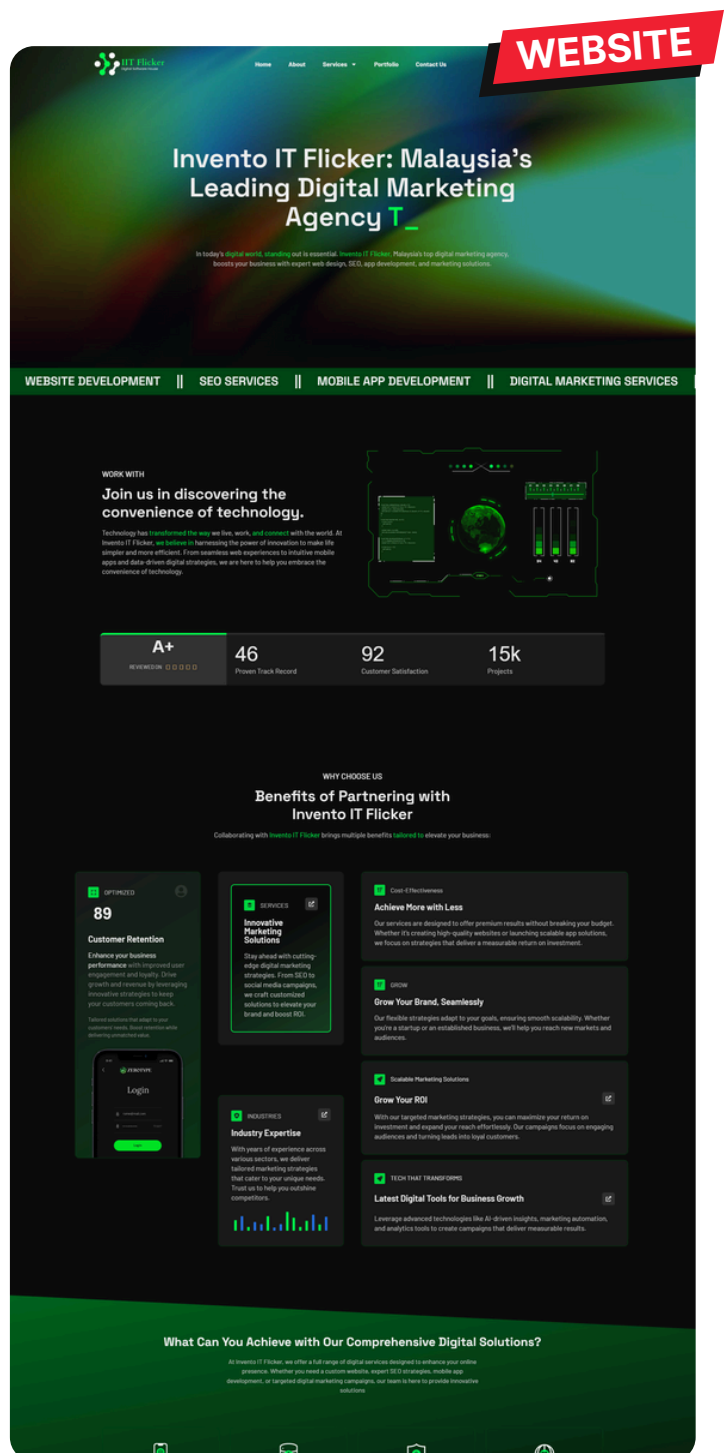 WEBSITE
IIT Flicker
Home About Services Portfolio Contact Us
Invento IT Flicker: Malaysia's
Leading Digital Marketing
Agency T_
In today's digital world, standing out is essential. Invento IT Flicker, Malaysia's top digital marketing agency,
boosts your business with expert web design, SEO, app development, and marketing solutions.
WEBSITE DEVELOPMENT || SEO SERVICES || MOBILE APP DEVELOPMENT || DIGITAL MARKETING SERVICES
WORK WITH
Join us in discovering the
convenience of technology.
Technology has transformed the way we live, work, and connect with the world. At
Invento IT Flicker, we believe in harnessing the power of innovation to make life
simpler and more efficient. From seamless web experiences to intuitive mobile
apps and data-driven digital strategies, we are here to help you embrace the
convenience of technology.
A+
REVIEWED ON
46
Proven Track Record
92
Customer Satisfaction
15k
Projects
WHY CHOOSE US
Benefits of Partnering with
Invento IT Flicker
Collaborating with Invento IT Flicker brings multiple benefits tailored to elevate your business:
OPTIMIZED
89
Customer Retention
Enhance your business
performance with improved user
engagement and loyalty. Drive
growth and revenue by leveraging
innovative strategies to keep
your customers coming back.
Tailored solutions that adapt to your
customers' needs. Boost retention while
delivering unmatched value.
Login
SERVICES
Innovative
Marketing
Solutions
Stay ahead with cutting-
edge digital marketing
strategies. From SEO to
social media campaigns,
we craft customized
solutions to elevate your
brand and boost ROI.
INDUSTRIES
Industry Expertise
With years of experience across
various sectors, we deliver
tailored marketing strategies
that cater to your unique needs.
Trust us to help you outshine
competitors.
Cost-Effectiveness
Achieve More with Less
Our services are designed to offer premium results without breaking your budget.
Whether it's creating high-quality websites or launching scalable app solutions,
we focus on strategies that deliver a measurable return on investment.
GROW
Grow Your Brand, Seamlessly
Our flexible strategies adapt to your goals, ensuring smooth scalability. Whether
you're a startup or an established business, we'll help you reach new markets and
audiences.
Scalable Marketing Solutions
Grow Your ROI
With our targeted marketing strategies, you can maximize your return on
investment and expand your reach effortlessly. Our campaigns focus on engaging
audiences and turning leads into loyal customers.
TECH THAT TRANSFORMS
Latest Digital Tools for Business Growth
Leverage advanced technologies like AI-driven insights, marketing automation,
and analytics tools to create campaigns that deliver measurable results.
What Can You Achieve with Our Comprehensive Digital Solutions?
At Invento IT Flicker, we offer a full range of digital services designed to enhance your online
presence. Whether you need a custom website, expert SEO strategies, mobile app
development, or targeted digital marketing campaigns, our team is here to provide innovative
solutions